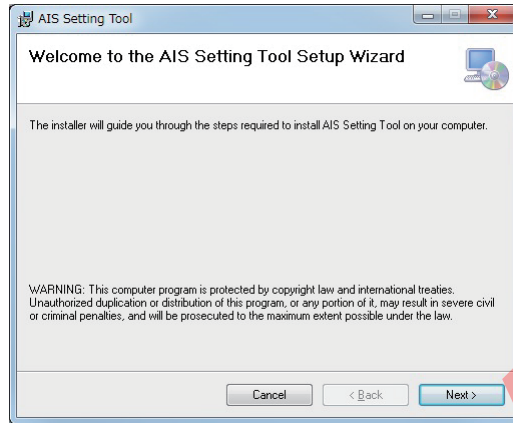 AIS Setting Tool
Welcome to the AIS Setting Tool Setup Wizard
The installer will guide you through the steps required to install AIS Setting Tool on your computer.
WARNING: This computer program is protected by copyright law and international treaties.
Unauthorized duplication or distribution of this program, or any portion of it, may result in severe civil
or criminal penalties, and will be prosecuted to the maximum extent possible under the law.
Cancel
< Back
Next >